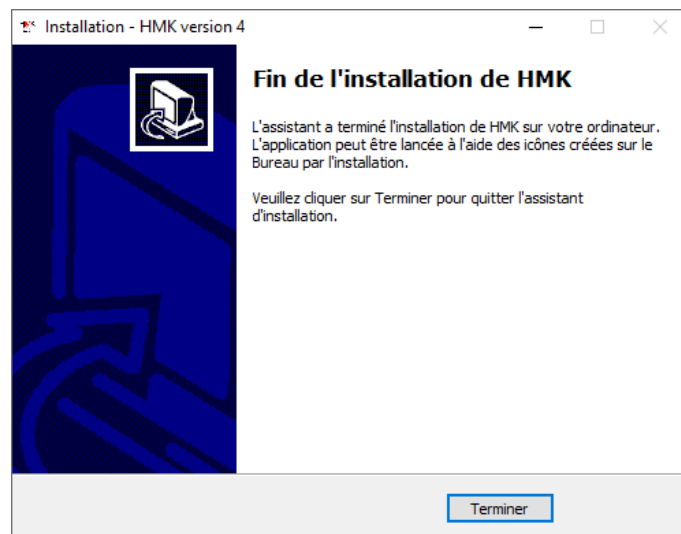 Installation - HMK version 4
Fin de l'installation de HMK
L'assistant a terminé l'installation de HMK sur votre ordinateur.
L'application peut être lancée à l'aide des icônes créées sur le
Bureau par l'installation.
Veuillez cliquer sur Terminer pour quitter l'assistant
d'installation.
Terminer